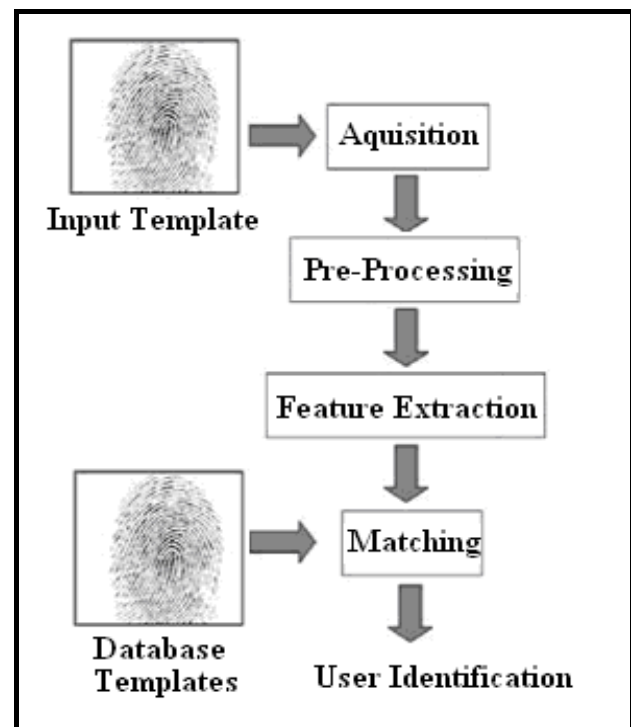 Aquisition
Input Template
Pre-Processing
Feature Extraction
Matching
Database
Templates
User Identification